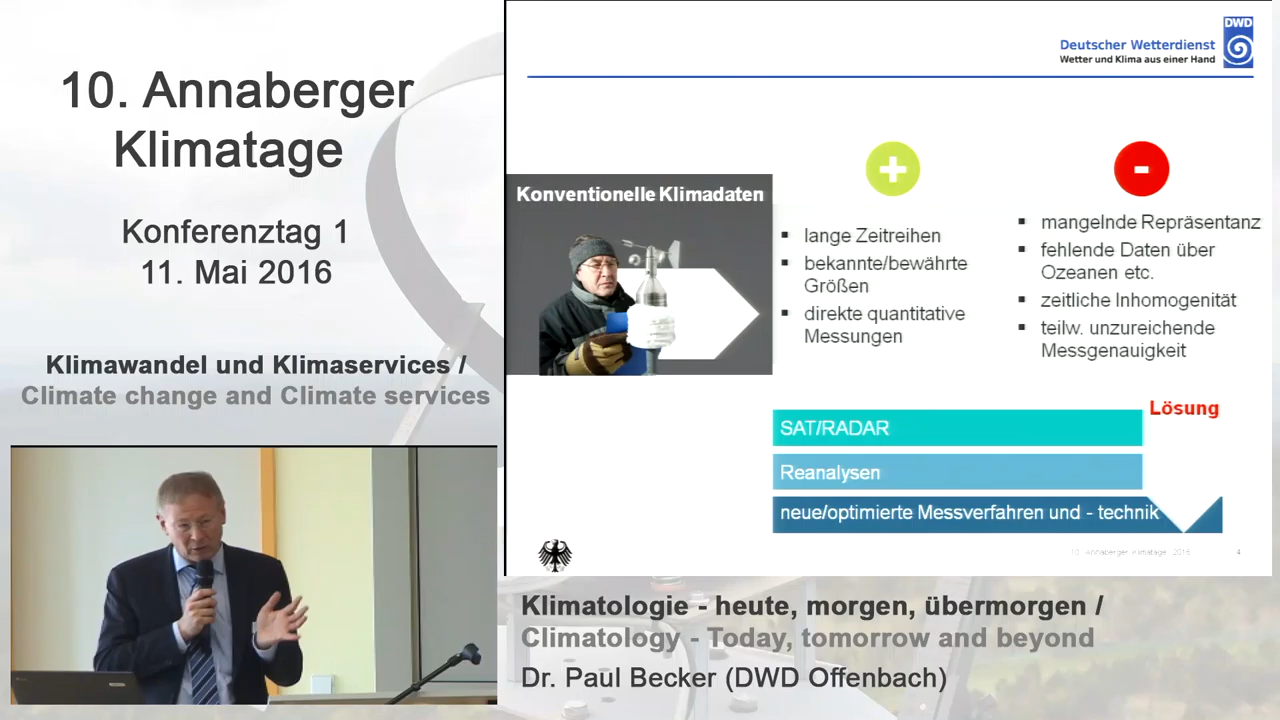 10. Annaberger
Klimatage
Konferenztag 1
11. Mai 2016
Klimawandel und Klimaservices /
Climate change and Climate services
DWD
Deutscher Wetterdienst
Wetter und Klima aus einer Hand
Konventionelle Klimadaten
+
▪ lange Zeitreihen
▪ bekannte/bewährte
Größen
▪ direkte quantitative
Messungen
-
▪ mangelnde Repräsentanz
▪ fehlende Daten über
Ozeanen etc.
▪ zeitliche Inhomogenität
▪ teilw. unzureichende
Messgenauigkeit
Lösung
SAT/RADAR
Reanalysen
neue/optimierte Messverfahren und - technik
10. Annaberger Klimatage 2016
4
Klimatologie - heute, morgen, übermorgen /
Climatology - Today, tomorrow and beyond
Dr. Paul Becker (DWD Offenbach)